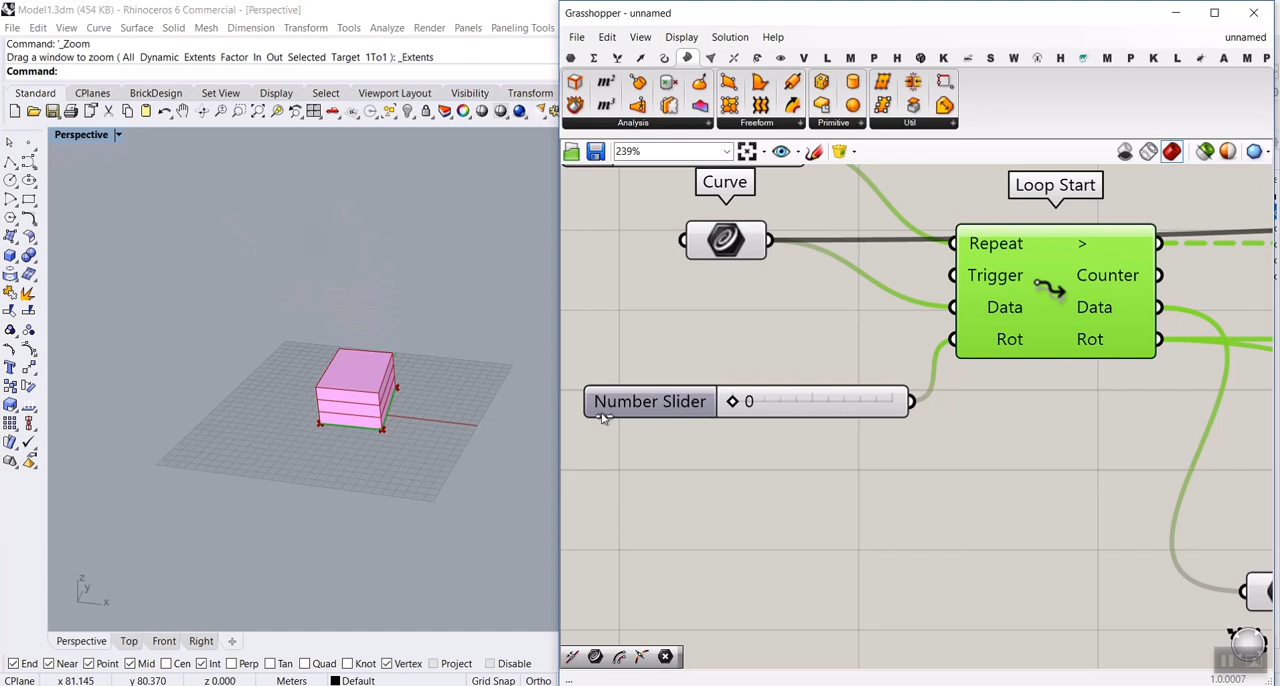 Model1.3dm (454 KB) - Rhinoceros 6 Commercial - [Perspective]
File Edit View Curve Surface Solid Mesh Dimension Transform Tools Analyze Render Panels Paneling Tools
Command: '_Zoom
Drag a window to zoom ( All Dynamic Extents Factor In Out Selected Target 1To1 ): _Extents
Command:
Standard CPlanes BrickDesign Set View Display Select Viewport Layout Visibility Transform
Perspective
z
y
x
Perspective Top Front Right
End Near Point Mid Cen Int Perp Tan Quad Knot Vertex Project Disable
CPlane x 81.145 y 80.370 z 0.000 Meters Default Grid Snap Ortho
Grasshopper - unnamed
File Edit View Display Solution Help unnamed
V L M P H K S W H M P K L A M P
m²
m³
Analysis Freeform Primitive Util
239%
Curve
Loop Start
Repeat >
Trigger Counter
Data Data
Rot Rot
Number Slider 0
...
1.0.0007